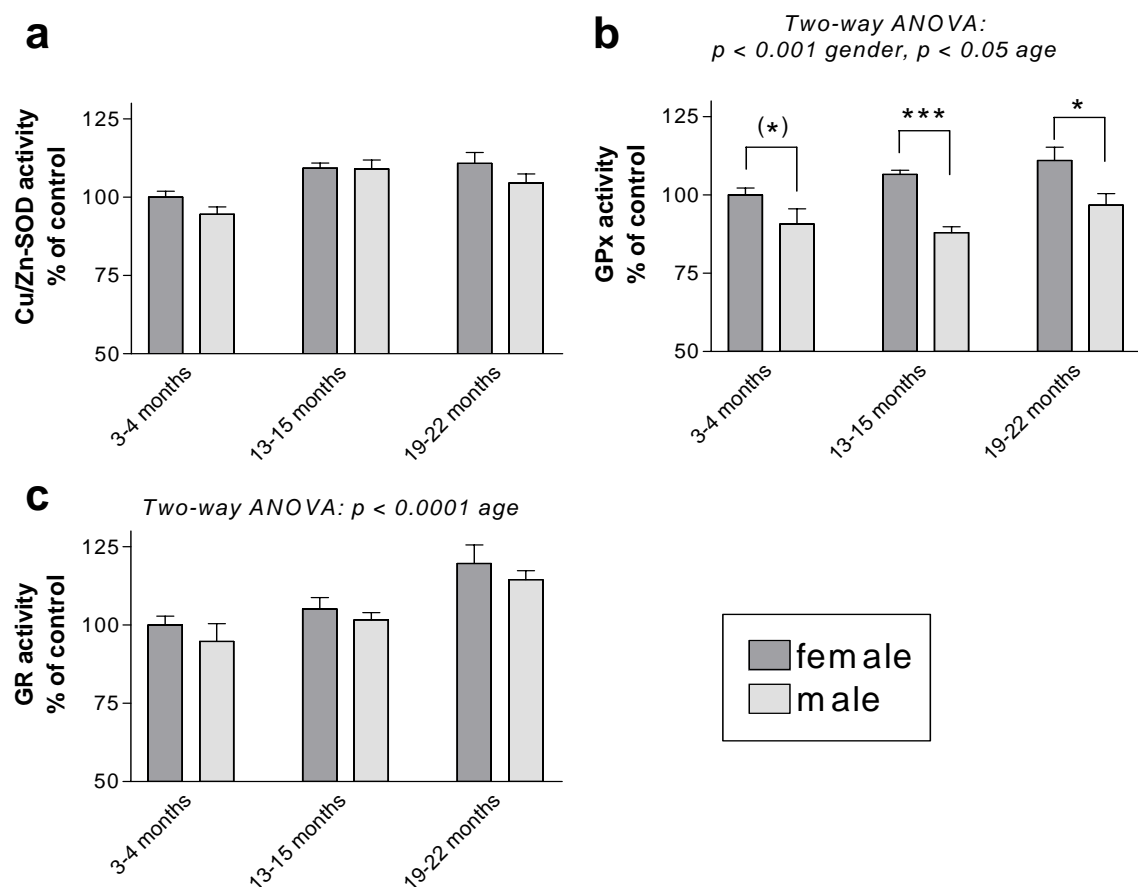 a
Cu/Zn-SOD activity
% of control
125
100
75
50
3-4 months
13-15 months
19-22 months
b
Two-way ANOVA:
p < 0.001 gender, p < 0.05 age
GPx activity
% of control
125
100
75
50
(*)
***
*
3-4 months
13-15 months
19-22 months
c
Two-way ANOVA: p < 0.0001 age
GR activity
% of control
125
100
75
50
3-4 months
13-15 months
19-22 months
female
male